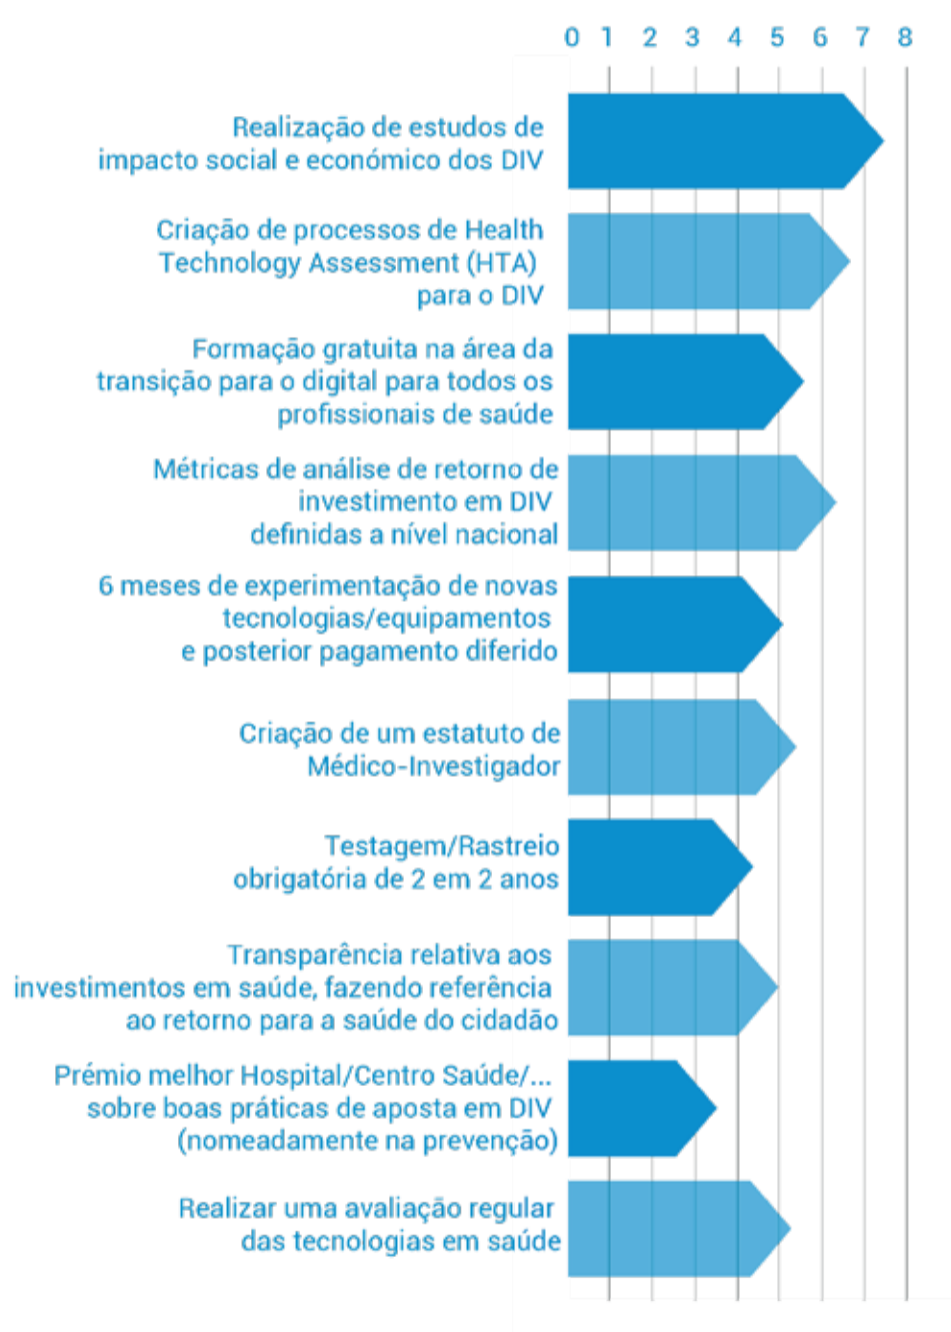 0 1 2 3 4 5 6 7 8
Realização de estudos de
impacto social e económico dos DIV
Criação de processos de Health
Technology Assessment (HTA)
para o DIV
Formação gratuita na área da
transição para o digital para todos os
profissionais de saúde
Métricas de análise de retorno de
investimento em DIV
definidas a nível nacional
6 meses de experimentação de novas
tecnologias/equipamentos
e posterior pagamento diferido
Criação de um estatuto de
Médico-Investigador
Testagem/Rastreio
obrigatória de 2 em 2 anos
Transparência relativa aos
investimentos em saúde, fazendo referência
ao retorno para a saúde do cidadão
Prémio melhor Hospital/Centro Saúde/...
sobre boas práticas de aposta em DIV
(nomeadamente na prevenção)
Realizar uma avaliação regular
das tecnologias em saúde